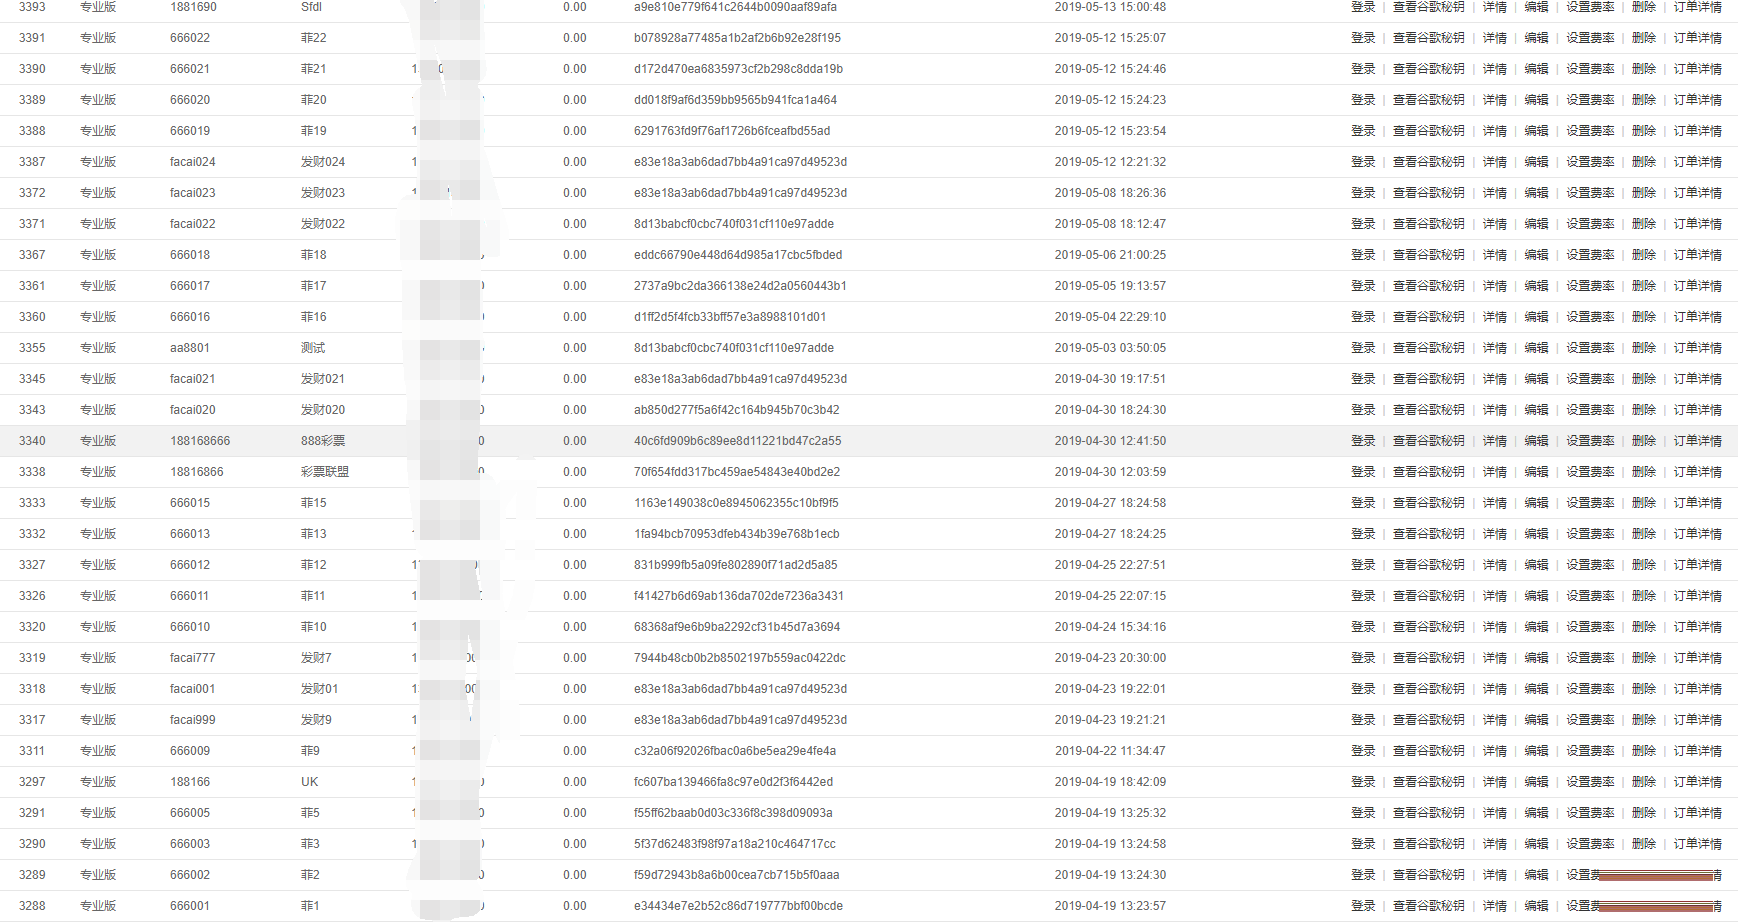 3393 专业版 1881690 Sfdl 0.00 a9e810e779f641c2644b0090aaf89afa 2019-05-13 15:00:48 登录 | 查看谷歌秘钥 | 详情 | 编辑 | 设置费率 | 删除 | 订单详情
3391 专业版 666022 菲22 0.00 b078928a77485a1b2af2b6b92e28f195 2019-05-12 15:25:07 登录 | 查看谷歌秘钥 | 详情 | 编辑 | 设置费率 | 删除 | 订单详情
3390 专业版 666021 菲21 0.00 d172d470ea6835973cf2b298c8dda19b 2019-05-12 15:24:46 登录 | 查看谷歌秘钥 | 详情 | 编辑 | 设置费率 | 删除 | 订单详情
3389 专业版 666020 菲20 0.00 dd018f9af6d359bb9565b941fca1a464 2019-05-12 15:24:23 登录 | 查看谷歌秘钥 | 详情 | 编辑 | 设置费率 | 删除 | 订单详情
3388 专业版 666019 菲19 0.00 6291763fd9f76af1726b6fceafbd55ad 2019-05-12 15:23:54 登录 | 查看谷歌秘钥 | 详情 | 编辑 | 设置费率 | 删除 | 订单详情
3387 专业版 facai024 发财024 0.00 e83e18a3ab6dad7bb4a91ca97d49523d 2019-05-12 12:21:32 登录 | 查看谷歌秘钥 | 详情 | 编辑 | 设置费率 | 删除 | 订单详情
3372 专业版 facai023 发财023 0.00 e83e18a3ab6dad7bb4a91ca97d49523d 2019-05-08 18:26:36 登录 | 查看谷歌秘钥 | 详情 | 编辑 | 设置费率 | 删除 | 订单详情
3371 专业版 facai022 发财022 0.00 8d13babcf0cbc740f031cf110e97adde 2019-05-08 18:12:47 登录 | 查看谷歌秘钥 | 详情 | 编辑 | 设置费率 | 删除 | 订单详情
3367 专业版 666018 菲18 0.00 eddc66790e448d64d985a17cbc5fbded 2019-05-06 21:00:25 登录 | 查看谷歌秘钥 | 详情 | 编辑 | 设置费率 | 删除 | 订单详情
3361 专业版 666017 菲17 0.00 2737a9bc2da366138e24d2a0560443b1 2019-05-05 19:13:57 登录 | 查看谷歌秘钥 | 详情 | 编辑 | 设置费率 | 删除 | 订单详情
3360 专业版 666016 菲16 0.00 d1ff2d5f4fcb33bff57e3a8988101d01 2019-05-04 22:29:10 登录 | 查看谷歌秘钥 | 详情 | 编辑 | 设置费率 | 删除 | 订单详情
3355 专业版 aa8801 测试 0.00 8d13babcf0cbc740f031cf110e97adde 2019-05-03 03:50:05 登录 | 查看谷歌秘钥 | 详情 | 编辑 | 设置费率 | 删除 | 订单详情
3345 专业版 facai021 发财021 0.00 e83e18a3ab6dad7bb4a91ca97d49523d 2019-04-30 19:17:51 登录 | 查看谷歌秘钥 | 详情 | 编辑 | 设置费率 | 删除 | 订单详情
3343 专业版 facai020 发财020 0.00 ab850d277f5a6f42c164b945b70c3b42 2019-04-30 18:24:30 登录 | 查看谷歌秘钥 | 详情 | 编辑 | 设置费率 | 删除 | 订单详情
3340 专业版 188168666 888彩票 0.00 40c6fd909b6c89ee8d11221bd47c2a55 2019-04-30 12:41:50 登录 | 查看谷歌秘钥 | 详情 | 编辑 | 设置费率 | 删除 | 订单详情
3338 专业版 18816866 彩票联盟 0.00 70f654fdd317bc459ae54843e40bd2e2 2019-04-30 12:03:59 登录 | 查看谷歌秘钥 | 详情 | 编辑 | 设置费率 | 删除 | 订单详情
3333 专业版 666015 菲15 0.00 1163e149038c0e8945062355c10bf9f5 2019-04-27 18:24:58 登录 | 查看谷歌秘钥 | 详情 | 编辑 | 设置费率 | 删除 | 订单详情
3332 专业版 666013 菲13 0.00 1fa94bcb70953dfeb434b39e768b1ecb 2019-04-27 18:24:25 登录 | 查看谷歌秘钥 | 详情 | 编辑 | 设置费率 | 删除 | 订单详情
3327 专业版 666012 菲12 0.00 831b999fb5a09fe802890f71ad2d5a85 2019-04-25 22:27:51 登录 | 查看谷歌秘钥 | 详情 | 编辑 | 设置费率 | 删除 | 订单详情
3326 专业版 666011 菲11 0.00 f41427b6d69ab136da702de7236a3431 2019-04-25 22:07:15 登录 | 查看谷歌秘钥 | 详情 | 编辑 | 设置费率 | 删除 | 订单详情
3320 专业版 666010 菲10 0.00 68368af9e6b9ba2292cf31b45d7a3694 2019-04-24 15:34:16 登录 | 查看谷歌秘钥 | 详情 | 编辑 | 设置费率 | 删除 | 订单详情
3319 专业版 facai777 发财7 0.00 7944b48cb0b2b8502197b559ac0422dc 2019-04-23 20:30:00 登录 | 查看谷歌秘钥 | 详情 | 编辑 | 设置费率 | 删除 | 订单详情
3318 专业版 facai001 发财01 0.00 e83e18a3ab6dad7bb4a91ca97d49523d 2019-04-23 19:22:01 登录 | 查看谷歌秘钥 | 详情 | 编辑 | 设置费率 | 删除 | 订单详情
3317 专业版 facai999 发财9 0.00 e83e18a3ab6dad7bb4a91ca97d49523d 2019-04-23 19:21:21 登录 | 查看谷歌秘钥 | 详情 | 编辑 | 设置费率 | 删除 | 订单详情
3311 专业版 666009 菲9 0.00 c32a06f92026fbac0a6be5ea29e4fe4a 2019-04-22 11:34:47 登录 | 查看谷歌秘钥 | 详情 | 编辑 | 设置费率 | 删除 | 订单详情
3297 专业版 188166 UK 0.00 fc607ba139466fa8c97e0d2f3f6442ed 2019-04-19 18:42:09 登录 | 查看谷歌秘钥 | 详情 | 编辑 | 设置费率 | 删除 | 订单详情
3291 专业版 666005 菲5 0.00 f55ff62baab0d03c336f8c398d09093a 2019-04-19 13:25:32 登录 | 查看谷歌秘钥 | 详情 | 编辑 | 设置费率 | 删除 | 订单详情
3290 专业版 666003 菲3 0.00 5f37d62483f98f97a18a210c464717cc 2019-04-19 13:24:58 登录 | 查看谷歌秘钥 | 详情 | 编辑 | 设置费率 | 删除 | 订单详情
3289 专业版 666002 菲2 0.00 f59d72943b8a6b00cea7cb715b5f0aaa 2019-04-19 13:24:30 登录 | 查看谷歌秘钥 | 详情 | 编辑 | 设置
3288 专业版 666001 菲1 0.00 e34434e7e2b52c86d719777bbf00bcde 2019-04-19 13:23:57 登录 | 查看谷歌秘钥 | 详情 | 编辑 | 设置